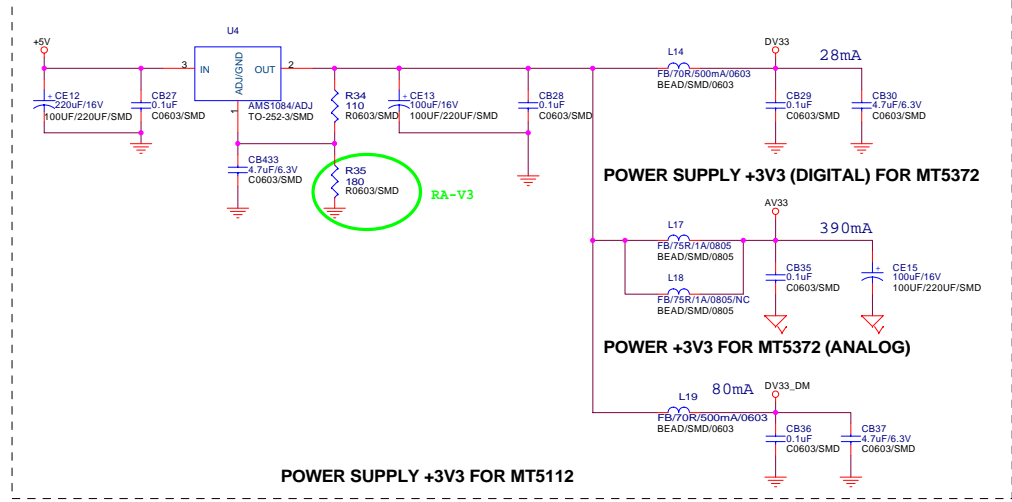 +5V
U4
3
IN
ADJ/GND
OUT
2
1
AMS1084/ADJ
TO-252-3/SMD
+
CE12
220uF/16V
100UF/220UF/SMD
CB27
0.1uF
C0603/SMD
R34
110
R0603/SMD
+
CE13
100uF/16V
100UF/220UF/SMD
CB28
0.1uF
C0603/SMD
CB433
4.7uF/6.3V
C0603/SMD
R35
180
R0603/SMD
RA-V3
L14
FB/70R/500mA/0603
BEAD/SMD/0603
DV33
28mA
CB29
0.1uF
C0603/SMD
CB30
4.7uF/6.3V
C0603/SMD
POWER SUPPLY +3V3 (DIGITAL) FOR MT5372
L17
FB/75R/1A/0805
BEAD/SMD/0805
L18
FB/75R/1A/0805/NC
BEAD/SMD/0805
AV33
390mA
CB35
0.1uF
C0603/SMD
+
CE15
100uF/16V
100UF/220UF/SMD
POWER +3V3 FOR MT5372 (ANALOG)
L19
FB/70R/500mA/0603
BEAD/SMD/0603
80mA
DV33_DM
CB36
0.1uF
C0603/SMD
CB37
4.7uF/6.3V
C0603/SMD
POWER SUPPLY +3V3 FOR MT5112